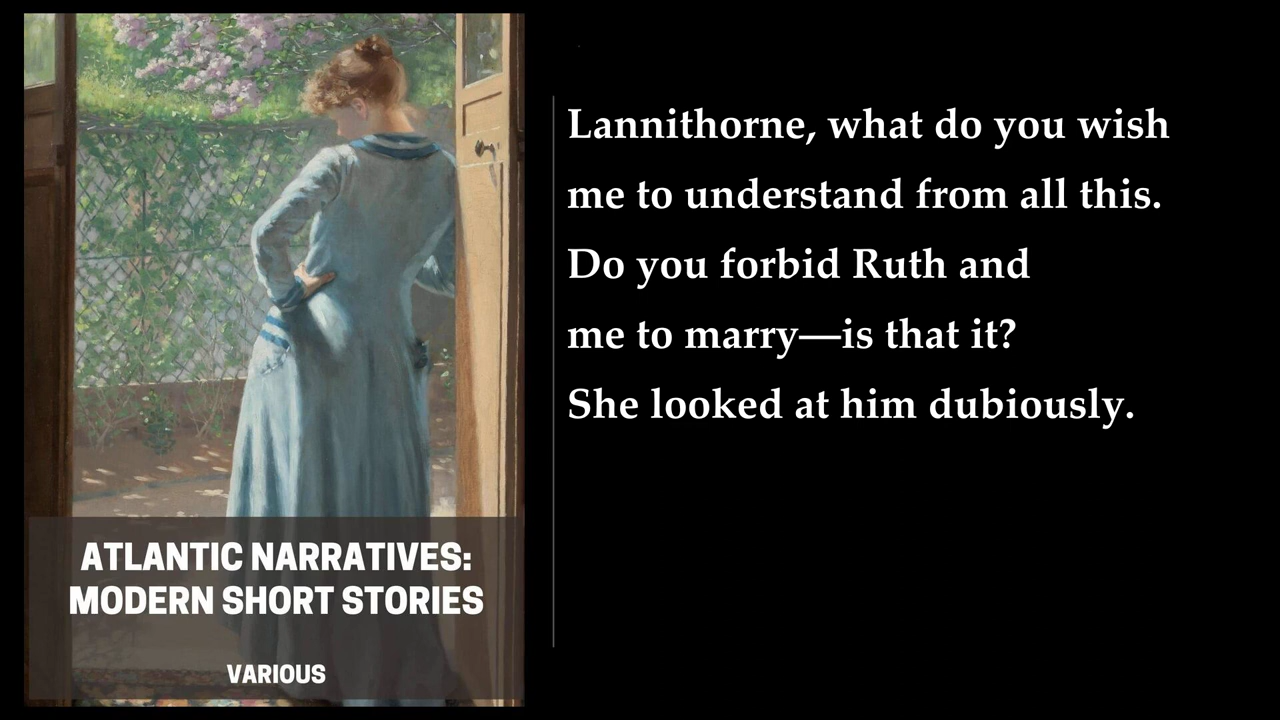 Lannithorne, what do you wish
me to understand from all this.
Do you forbid Ruth and
me to marry—is that it?
She looked at him dubiously.
ATLANTIC NARRATIVES:
MODERN SHORT STORIES
VARIOUS